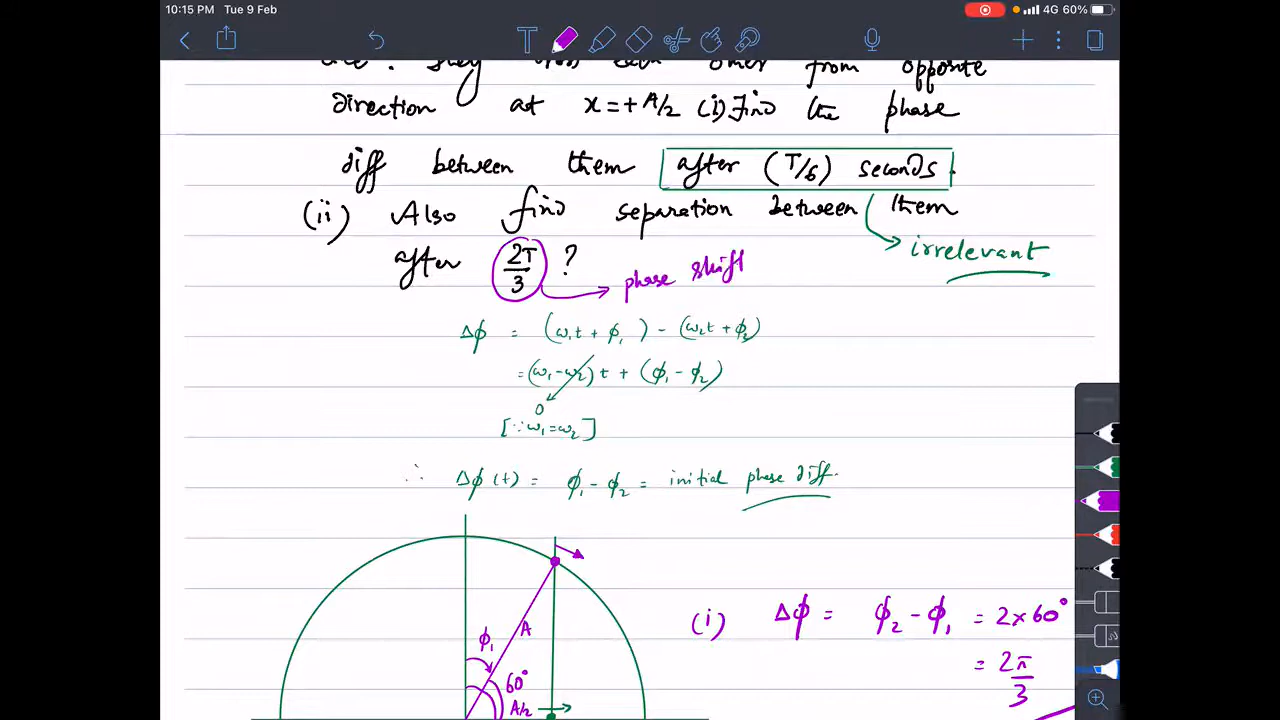 10:15 PM Tue 9 Feb
4G 60%
from opposite
direction at x=+A/2 (i) Find the phase
diff between them after (T/6) seconds.
(ii) Also find separation between them
irrelevant
after 2T/3 ?
phase shift
Δφ = (ω₁t + φ₁) - (ω₂t + φ₂)
= (ω₁-ω₂)t + (φ₁ - φ₂)
0
[∵ω₁=ω₂]
∴ Δφ(t) = φ₁ - φ₂ = initial phase diff.
(i) Δφ = φ₂ - φ₁ = 2×60°
= 2π/3
φ₁
A
60°
A/2